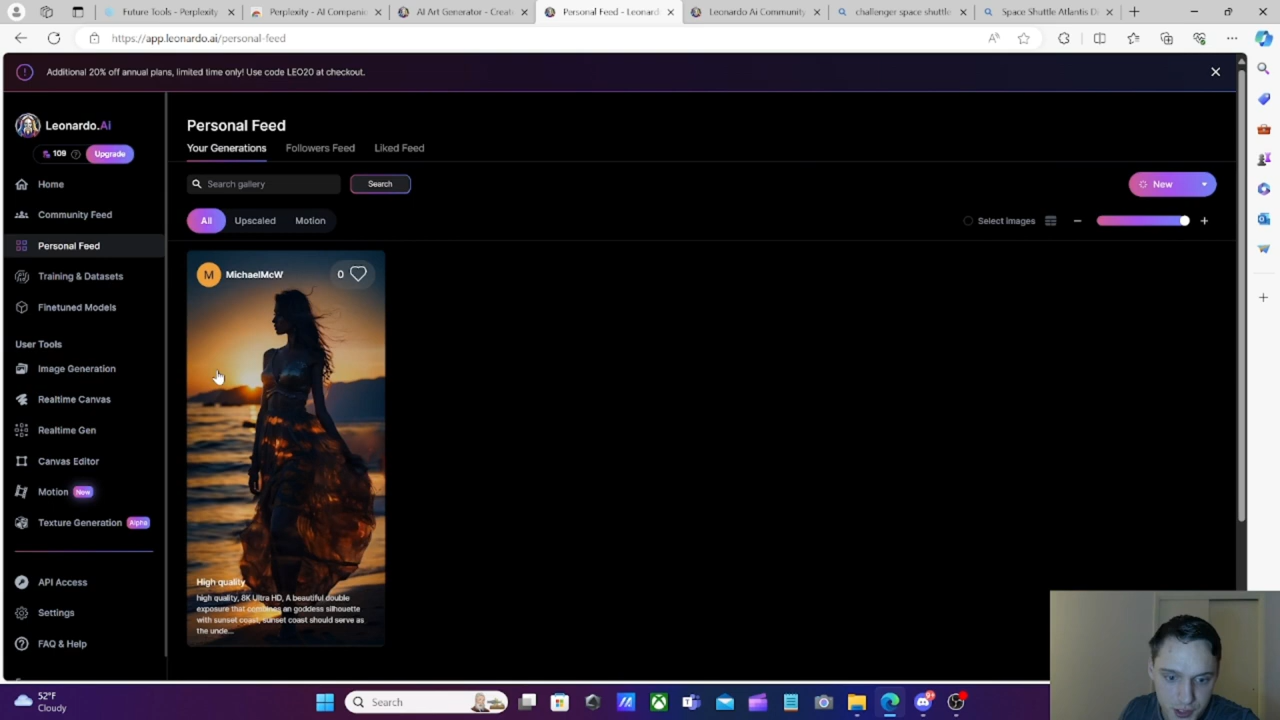 Future Tools - Perplexity
Perplexity - AI Companio
AI Art Generator - Create
Personal Feed - Leonard
Leonardo Ai Community
challenger space shuttle
Space Shuttle Atlantis D
https://app.leonardo.ai/personal-feed
Additional 20% off annual plans, limited time only! Use code LEO20 at checkout.
Leonardo.Ai
109
Upgrade
Home
Community Feed
Personal Feed
Training & Datasets
Finetuned Models
User Tools
Image Generation
Realtime Canvas
Realtime Gen
Canvas Editor
Motion New
Texture Generation Alpha
API Access
Settings
FAQ & Help
Personal Feed
Your Generations Followers Feed Liked Feed
Search gallery Search
New
All Upscaled Motion
Select images
M MichaelMcW 0
High quality
high quality, 8K Ultra HD, A beautiful double
exposure that combines an goddess silhouette
with sunset coast, sunset coast should serve as
the unde...
52°F
Cloudy
Search